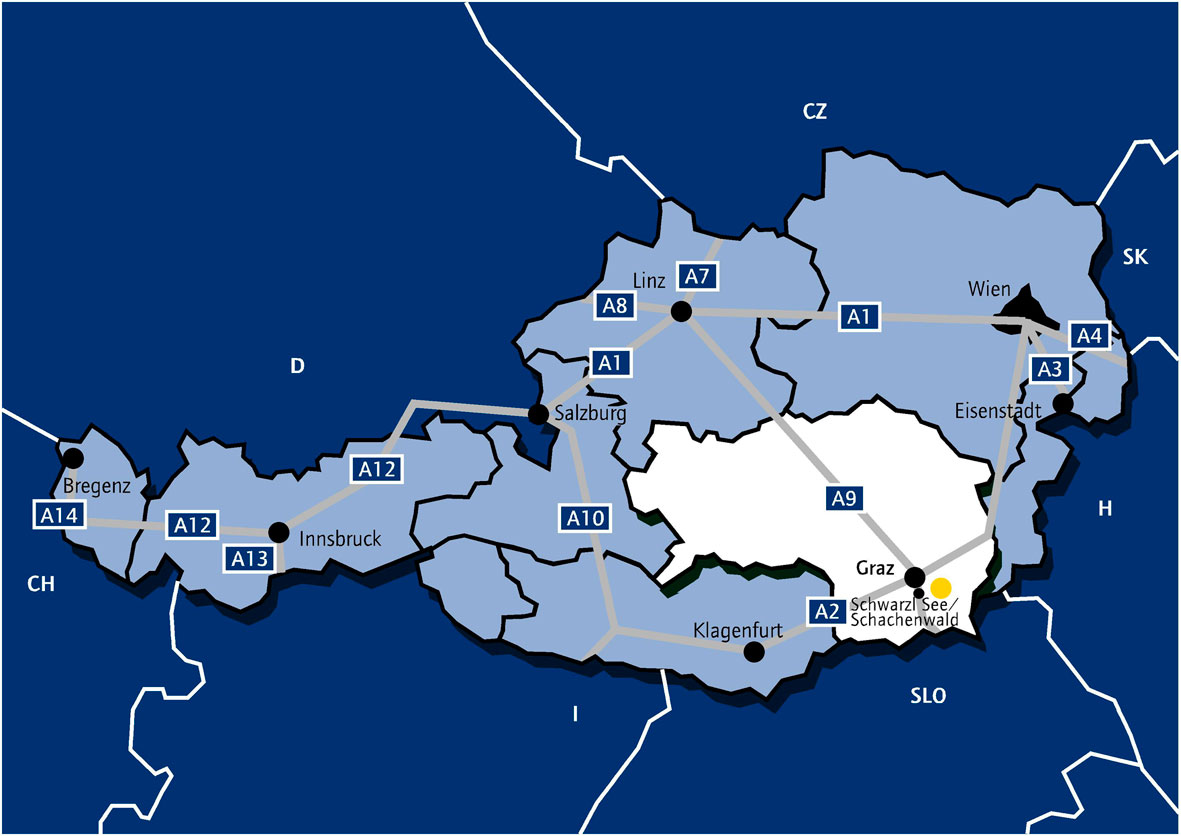 CZ
SK
Linz
A7
Wien
A8
A1
A4
A1
A3
D
Salzburg
Eisenstadt
A12
Bregenz
A14
A12
A10
A9
H
Innsbruck
A13
Graz
CH
Schwarzl See/
Schachenwald
A2
Klagenfurt
SLO
I